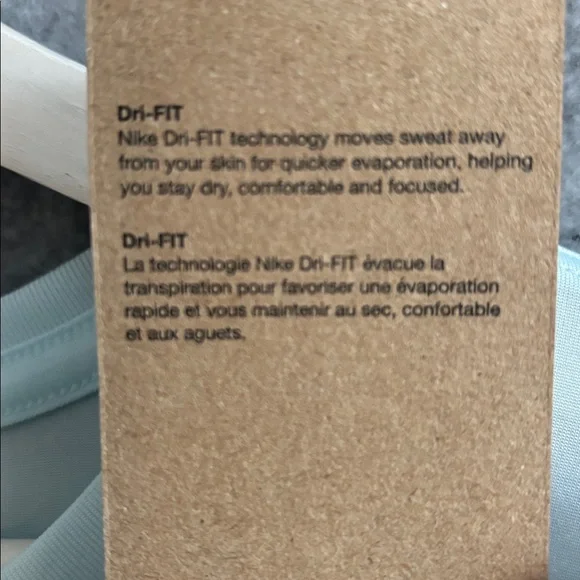 Dri-FIT
Nike Dri-FIT technology moves sweat away
from your skin for quicker evaporation, helping
you stay dry, comfortable and focused.
Dri-FIT
La technologie Nike Dri-FIT évacue la
transpiration pour favoriser une évaporation
rapide et vous maintenir au sec, confortable
et aux aguets.